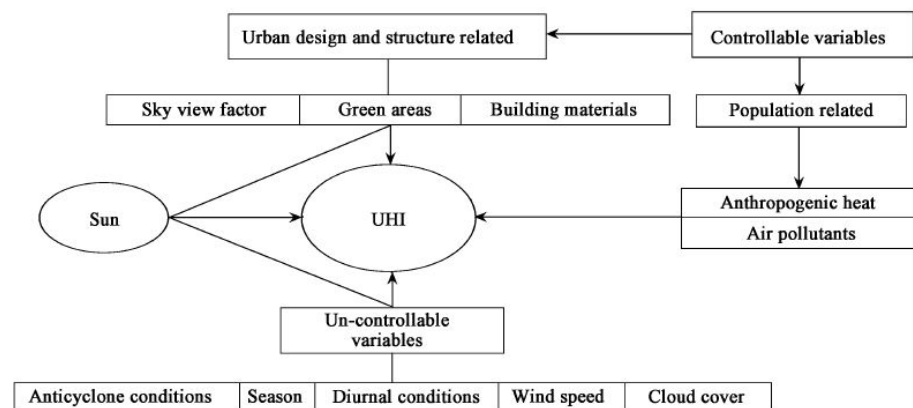 Urban design and structure related
Controllable variables
Sky view factor
Green areas
Building materials
Population related
Sun
UHI
Anthropogenic heat
Air pollutants
Un-controllable
variables
Anticyclone conditions
Season
Diurnal conditions
Wind speed
Cloud cover